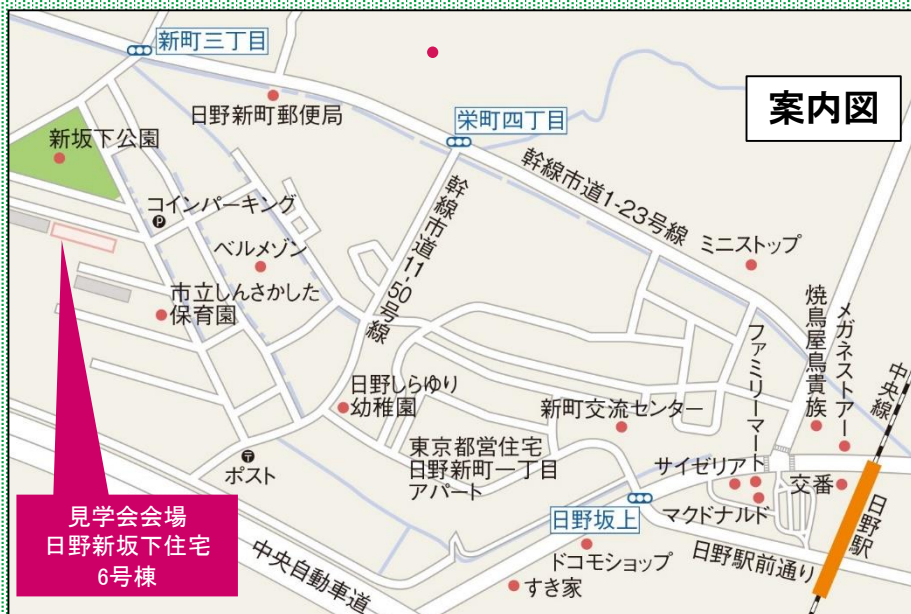 新町三丁目
日野新町郵便局
案内図
栄町四丁目
新坂下公園
幹線市道1-23号線
コインパーキング
P
幹線市道11,50号線
ミニストップ
ベルメゾン
市立しんさかした
保育園
焼鳥屋鳥貴族
メガネストアー
ファミリーマート
中央線
日野しらゆり
幼稚園
新町交流センター
東京都営住宅
日野新町一丁目
アパート
〒
ポスト
サイゼリア
交番
マクドナルド
日野坂上
日野駅
見学会会場
日野新坂下住宅
6号棟
中央自動車道
ドコモショップ
日野駅前通り
すき家